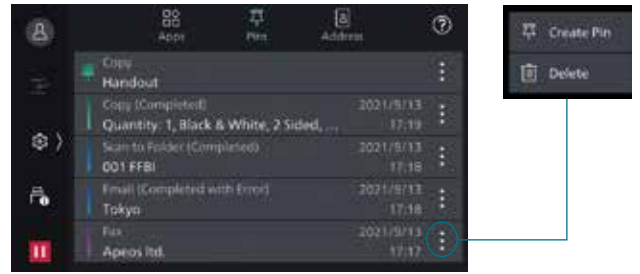 Apps
Pins
Address
Copy
Handout
Copy (Completed)
2021/9/13
Quantity: 1, Black & White, 2 Sided, ...
17:19
Scan to Folder (Completed)
2021/9/13
001 FFBI
17:18
Email (Completed with Error)
2021/9/13
Tokyo
17:18
Fax
2021/9/13
Apeos ltd.
17:17
Create Pin
Delete